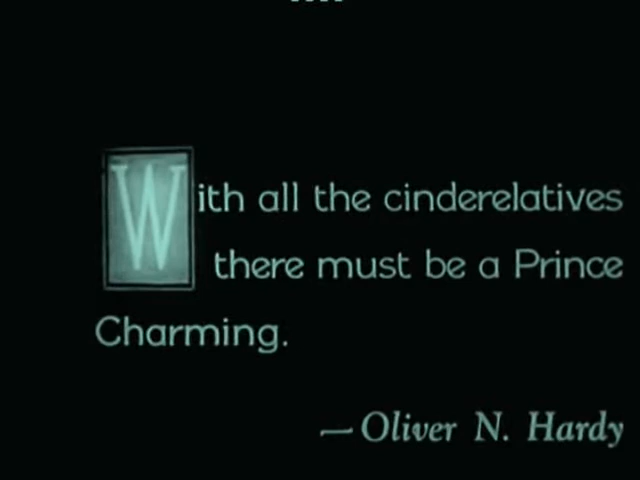 With all the cinderelatives
there must be a Prince
Charming.
—Oliver N. Hardy